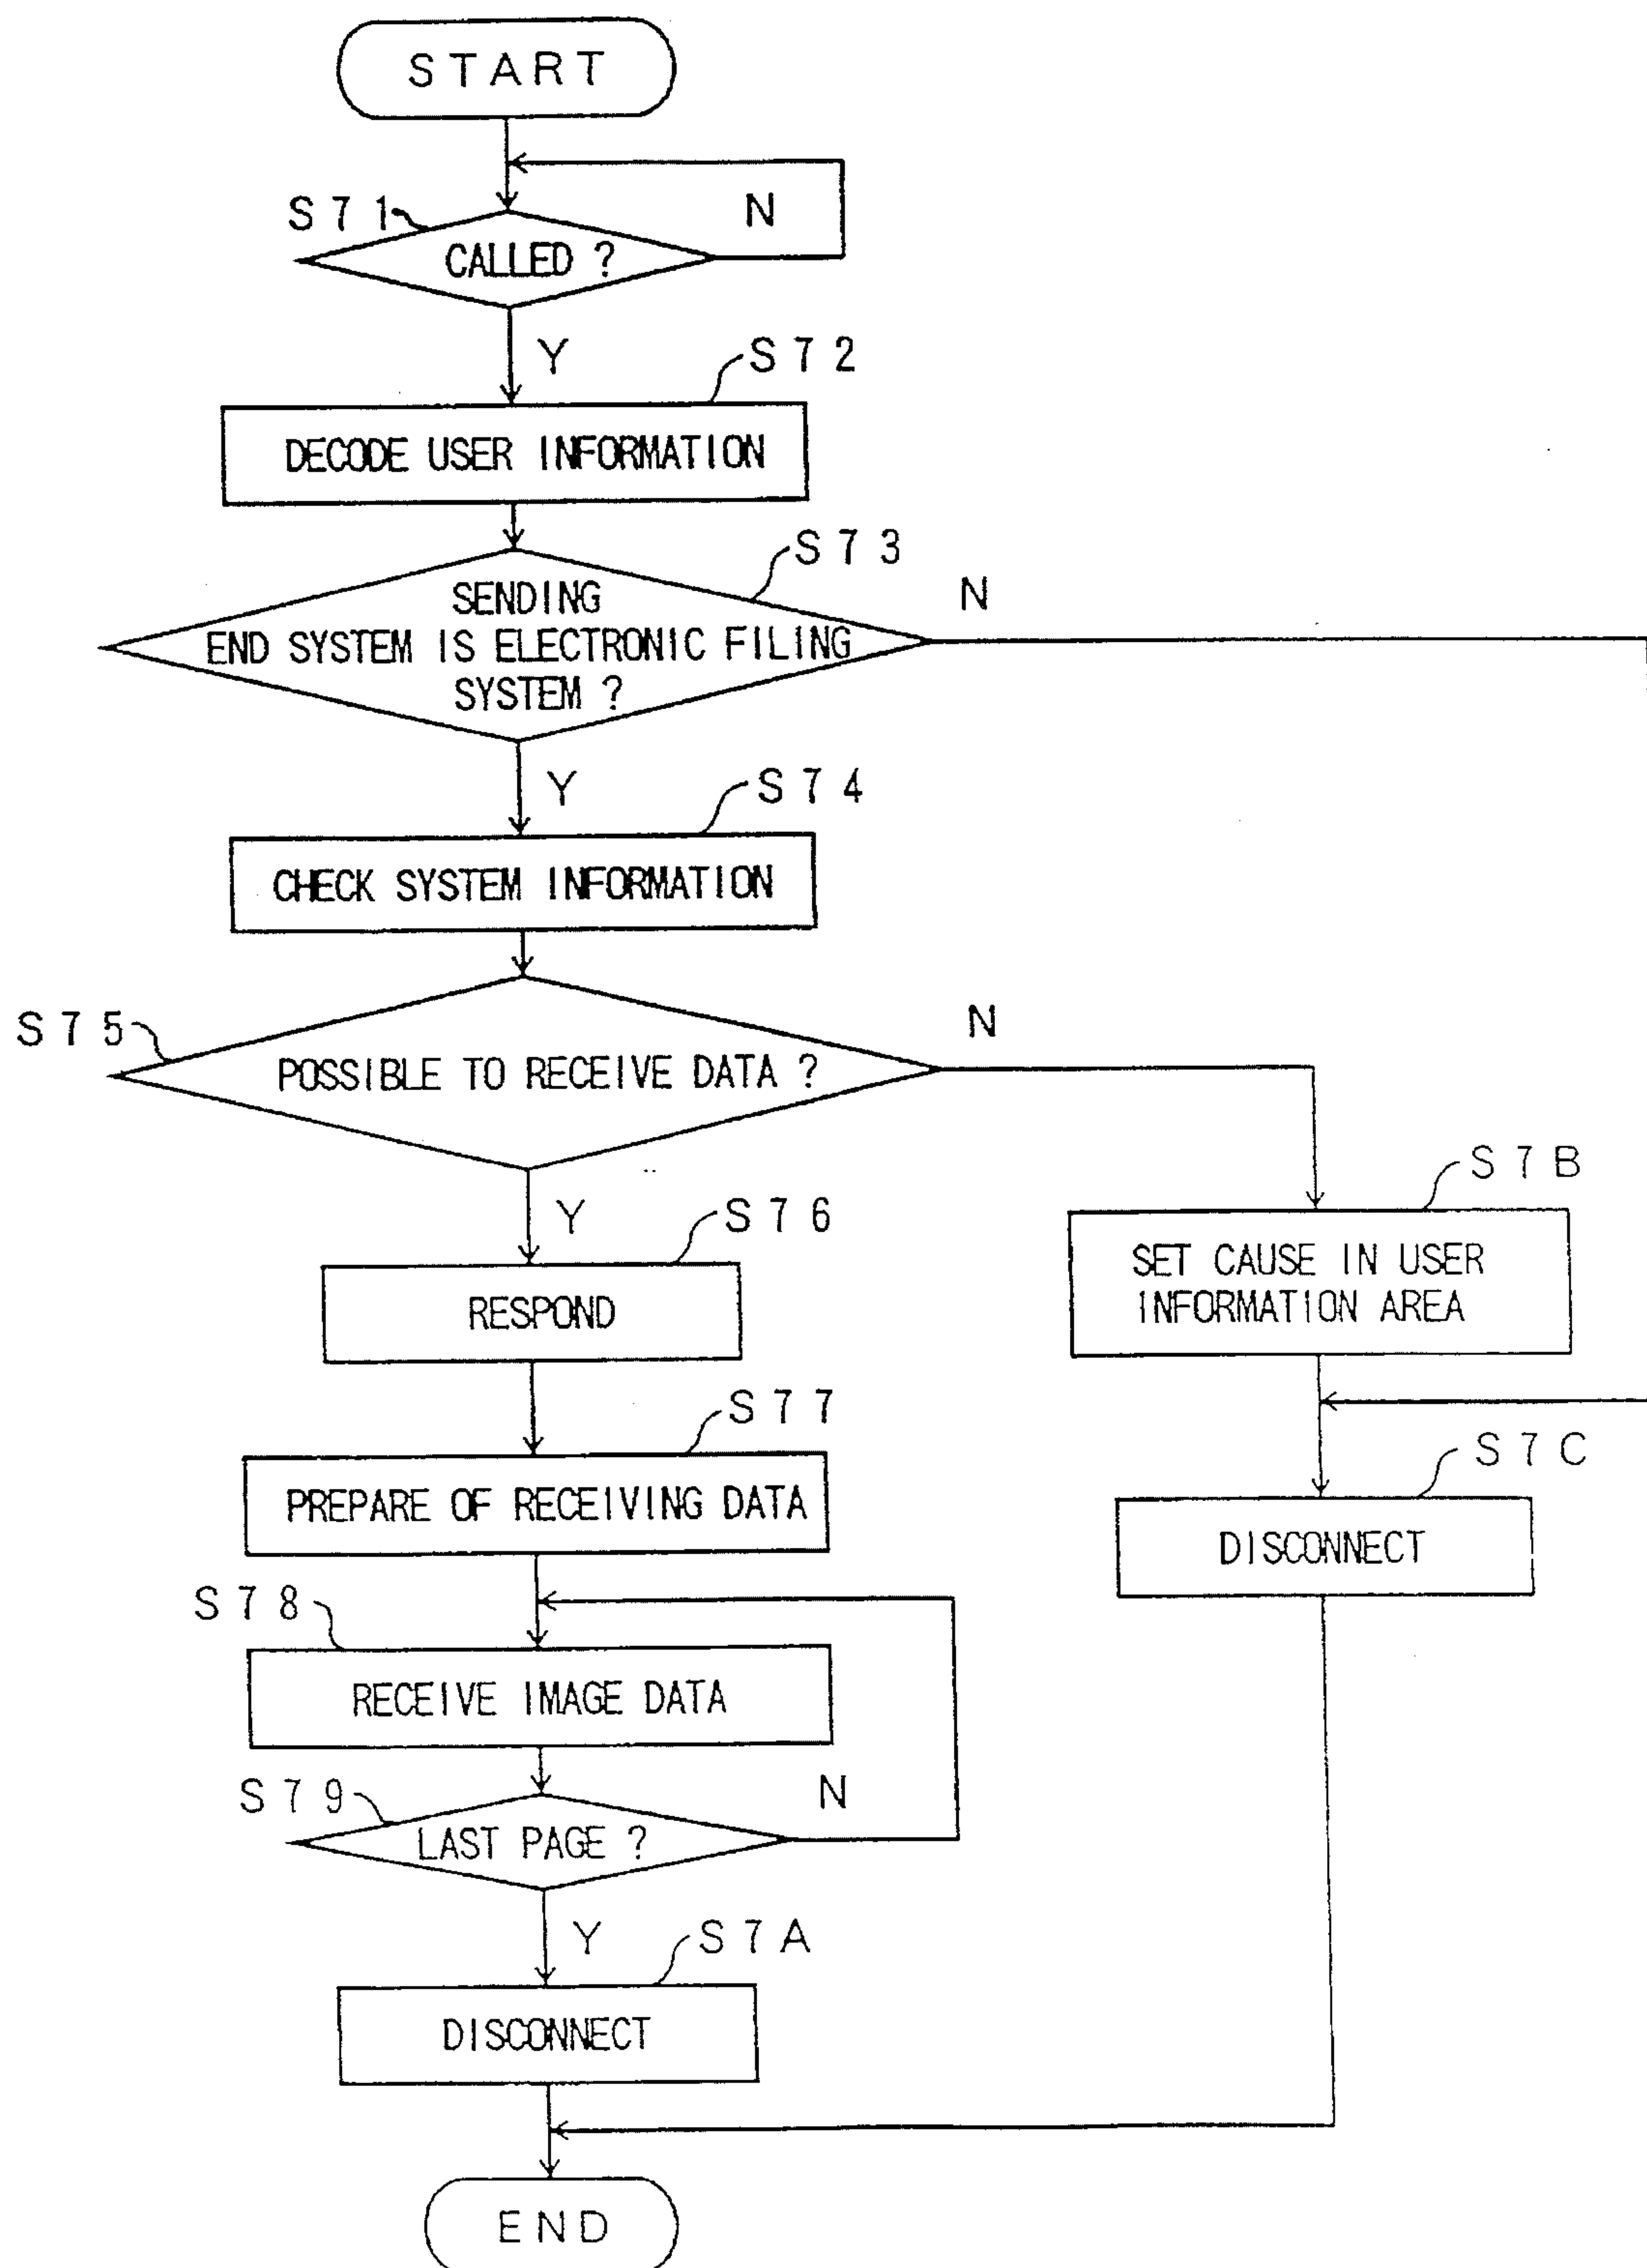 START
S71
N
CALLED ?
Y
S72
DECODE USER INFORMATION
S73
N
SENDING
END SYSTEM IS ELECTRONIC FILING
SYSTEM ?
Y
S74
CHECK SYSTEM INFORMATION
S75
N
POSSIBLE TO RECEIVE DATA ?
Y
S76
RESPOND
S7B
SET CAUSE IN USER
INFORMATION AREA
S77
PREPARE OF RECEIVING DATA
S7C
DISCONNECT
S78
RECEIVE IMAGE DATA
S79
N
LAST PAGE ?
Y
S7A
DISCONNECT
END